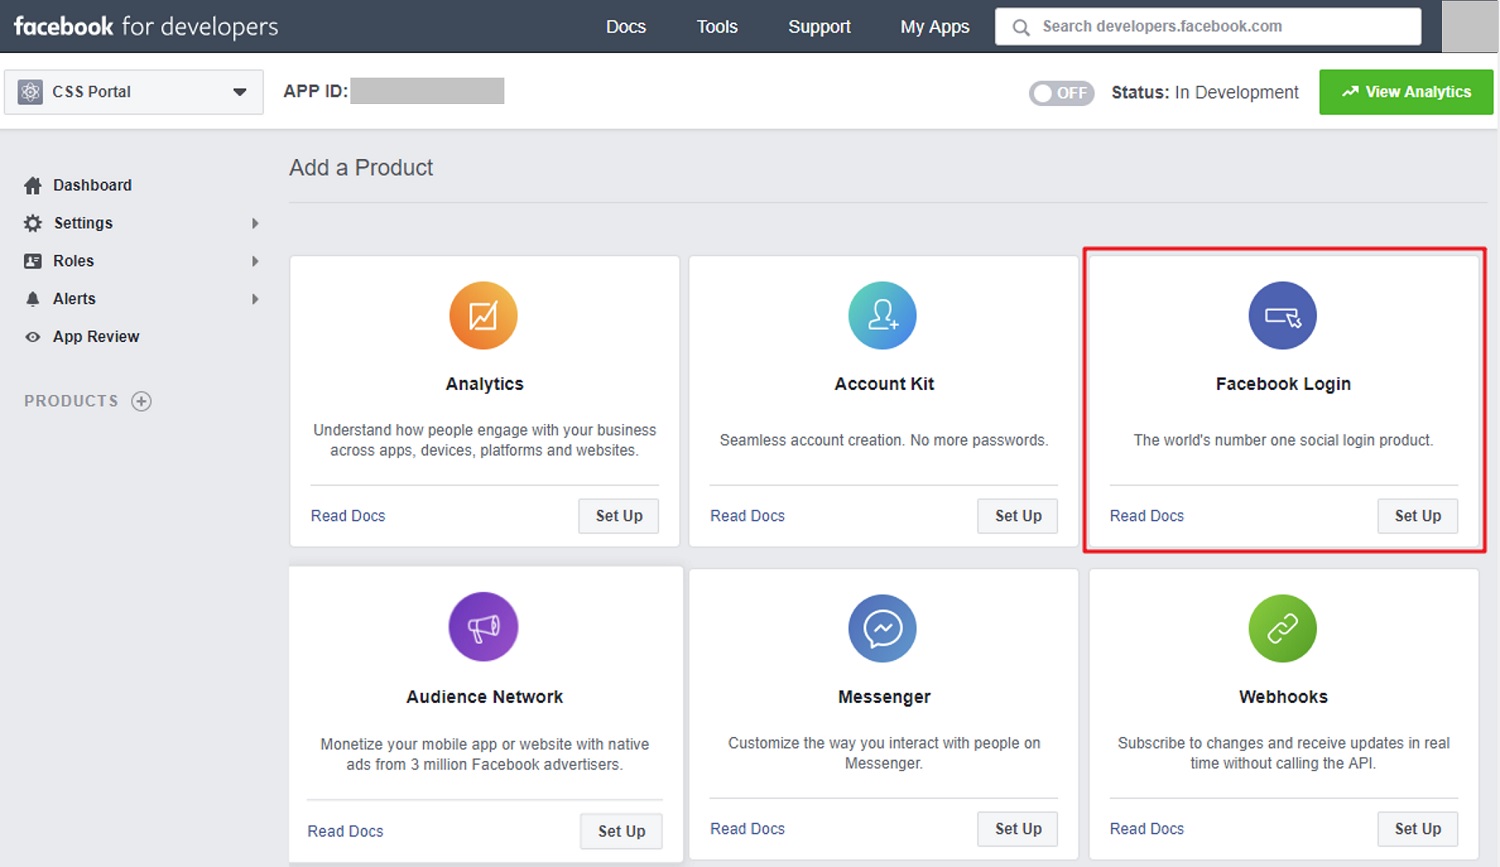 facebook for developers
Docs
Tools
Support
My Apps
Search developers.facebook.com
CSS Portal
APP ID:
OFF
Status: In Development
View Analytics
Dashboard
Settings
Roles
Alerts
App Review
PRODUCTS
Add a Product
Analytics
Understand how people engage with your business
across apps, devices, platforms and websites.
Read Docs
Set Up
Account Kit
Seamless account creation. No more passwords.
Read Docs
Set Up
Facebook Login
The world's number one social login product.
Read Docs
Set Up
Audience Network
Monetize your mobile app or website with native
ads from 3 million Facebook advertisers.
Read Docs
Set Up
Messenger
Customize the way you interact with people on
Messenger.
Read Docs
Set Up
Webhooks
Subscribe to changes and receive updates in real
time without calling the API.
Read Docs
Set Up